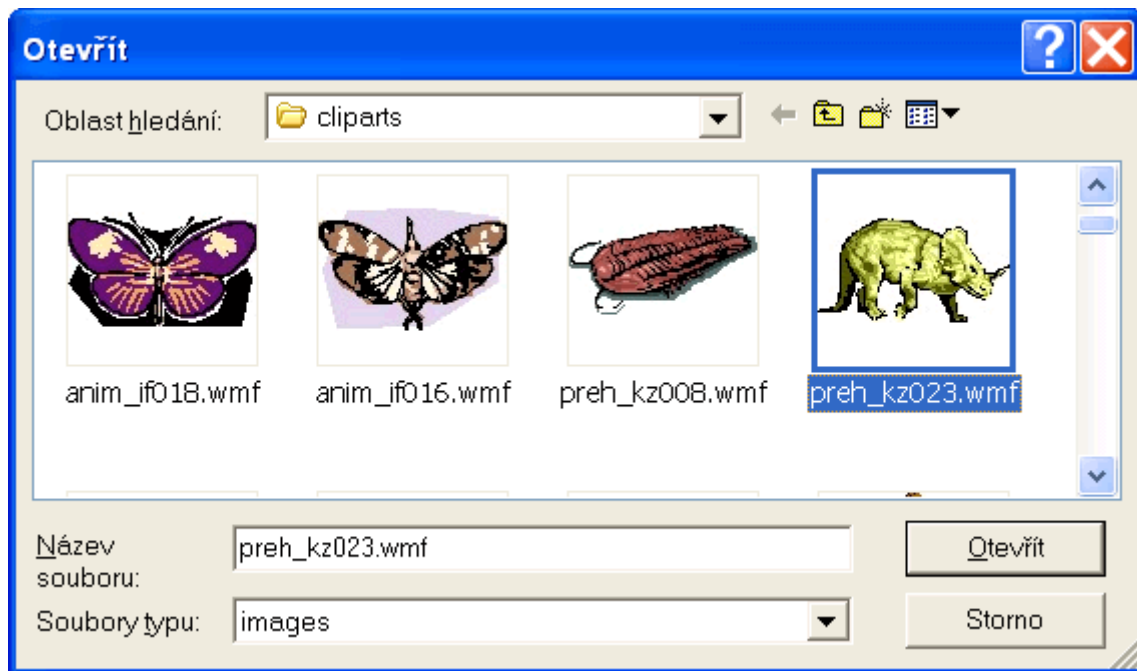 Otevřít
Oblast hledání:
cliparts
anim_if018.wmf
anim_if016.wmf
preh_kz008.wmf
preh_kz023.wmf
Název
souboru:
preh_kz023.wmf
Otevřít
Soubory typu:
images
Storno